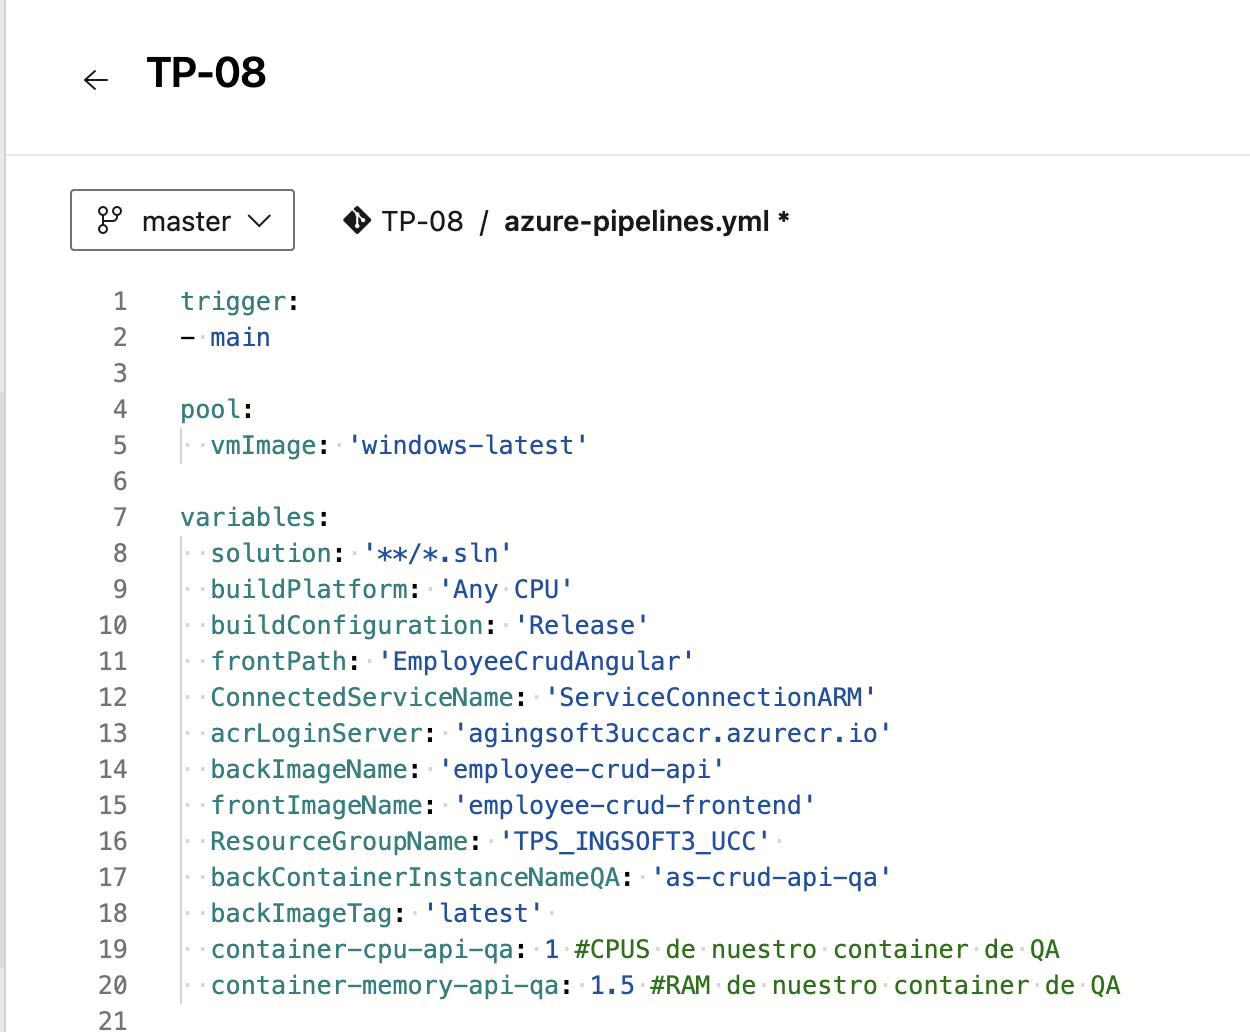 TP-08
master
TP-08 / azure-pipelines.yml *
1 trigger:
2 - main
3
4 pool:
5   vmImage: 'windows-latest'
6
7 variables:
8   solution: '**/*.sln'
9   buildPlatform: 'Any CPU'
10   buildConfiguration: 'Release'
11   frontPath: 'EmployeeCrudAngular'
12   ConnectedServiceName: 'ServiceConnectionARM'
13   acrLoginServer: 'agingsoft3uccacr.azurecr.io'
14   backImageName: 'employee-crud-api'
15   frontImageName: 'employee-crud-frontend'
16   ResourceGroupName: 'TPS_INGSOFT3_UCC'
17   backContainerInstanceNameQA: 'as-crud-api-qa'
18   backImageTag: 'latest'
19   container-cpu-api-qa: 1 #CPUS de nuestro container de QA
20   container-memory-api-qa: 1.5 #RAM de nuestro container de QA
21